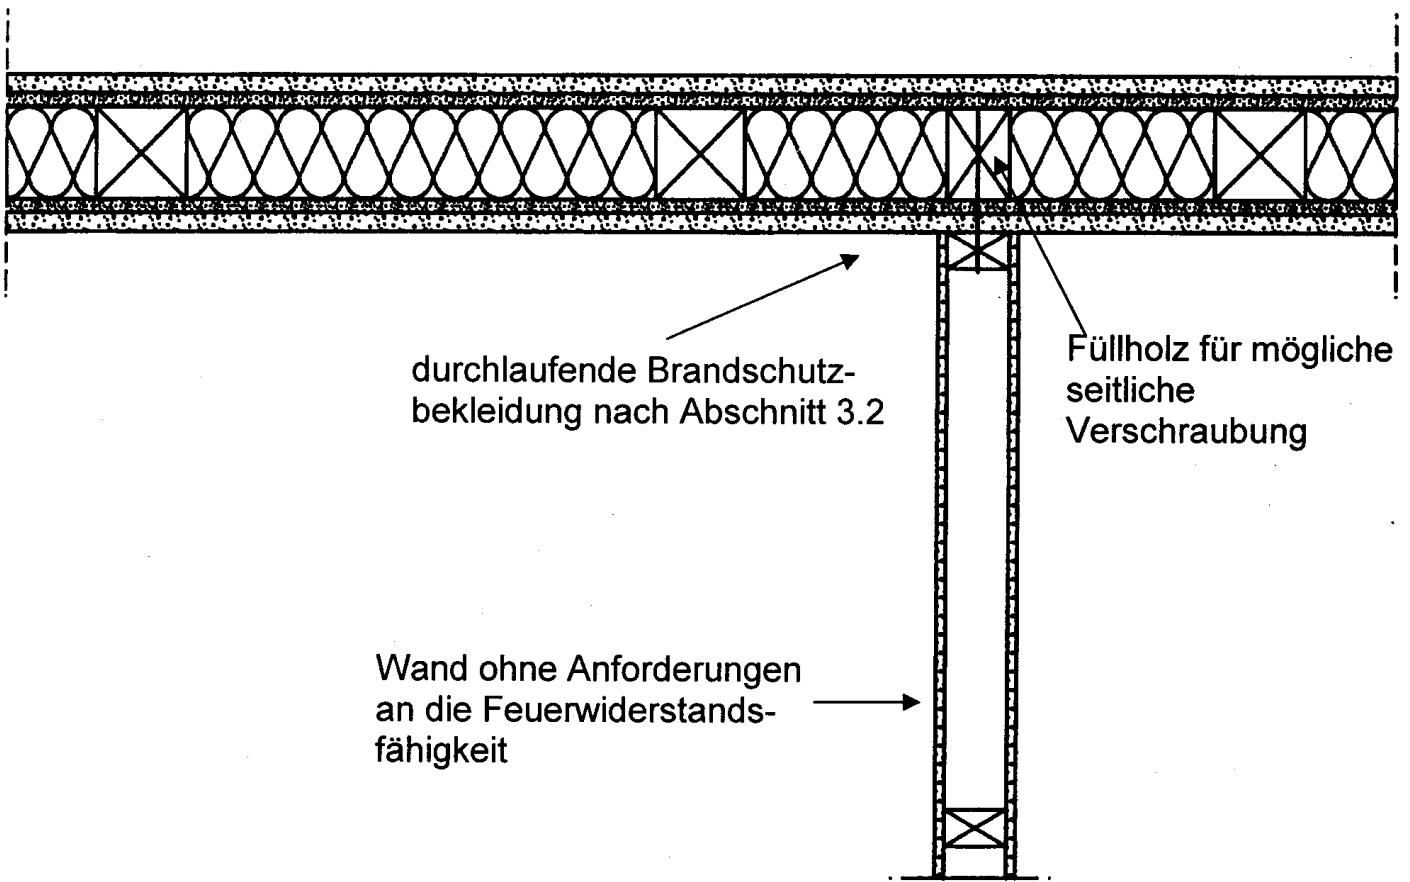 durchlaufende Brandschutz-
bekleidung nach Abschnitt 3.2
Füllholz für mögliche
seitliche
Verschraubung
Wand ohne Anforderungen
an die Feuerwiderstands-
fähigkeit